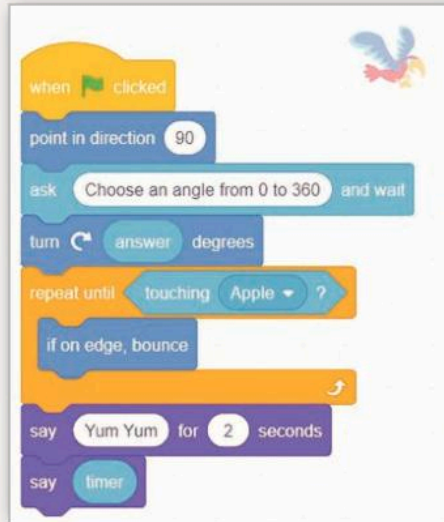 when clicked
point in direction 90
ask Choose an angle from 0 to 360 and wait
turn answer degrees
repeat until touching Apple ?
if on edge, bounce
say Yum Yum for 2 seconds
say timer